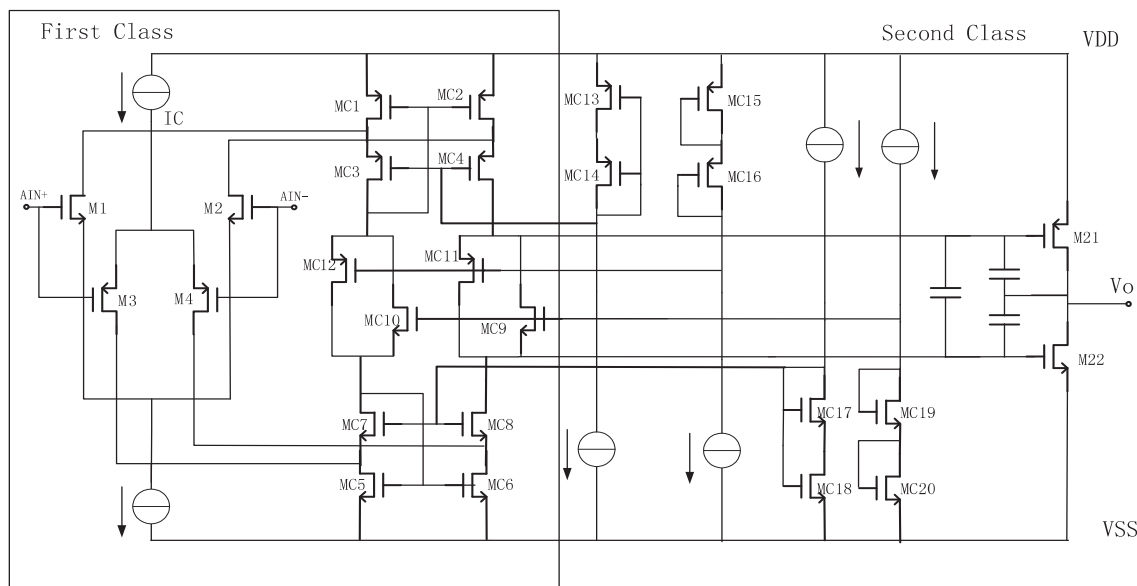 First Class
Second Class
VDD
IC
MC1
MC2
MC13
MC15
MC3
MC4
MC14
MC16
AIN+
M1
M2
AIN-
M3
M4
MC12
MC11
MC10
MC9
M21
Vo
M22
MC7
MC8
MC17
MC19
MC5
MC6
MC18
MC20
VSS